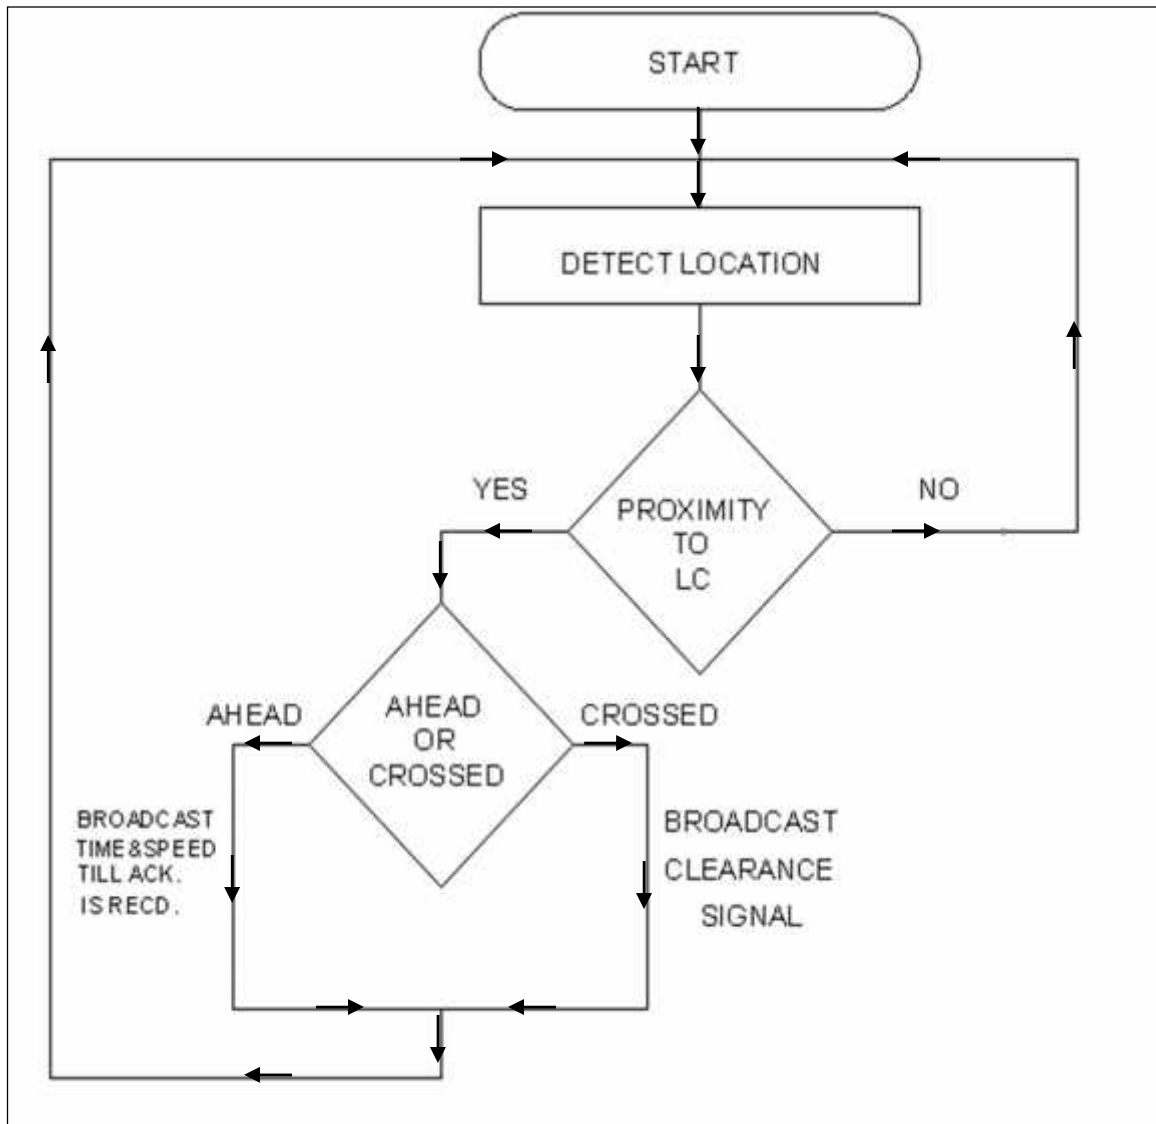 START
DETECT LOCATION
YES
PROXIMITY
TO
LC
NO
AHEAD
AHEAD
OR
CROSSED
CROSSED
BROADCAST
TIME&SPEED
TILL ACK.
IS RECD.
BROADCAST
CLEARANCE
SIGNAL